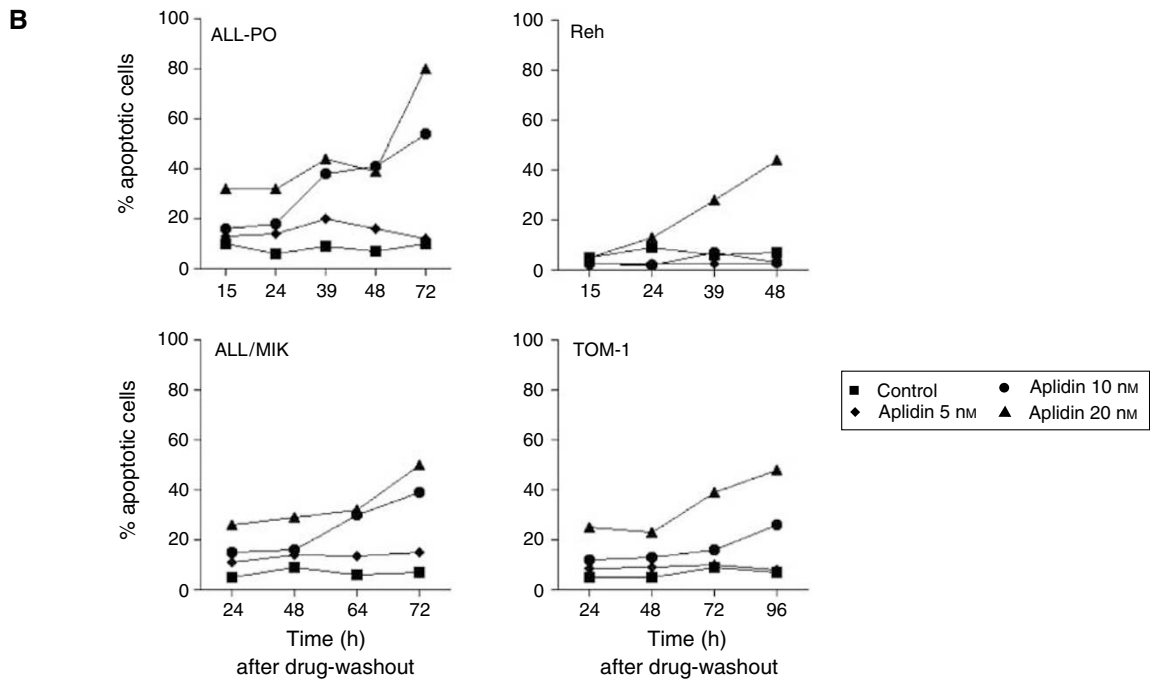 B
ALL-PO
% apoptotic cells
100
80
60
40
20
0
15 24 39 48 72
Reh
100
80
60
40
20
0
15 24 39 48
ALL/MIK
% apoptotic cells
100
80
60
40
20
0
24 48 64 72
Time (h)
after drug-washout
TOM-1
100
80
60
40
20
0
24 48 72 96
Time (h)
after drug-washout
Control
Aplidin 5 nM
Aplidin 10 nM
Aplidin 20 nM